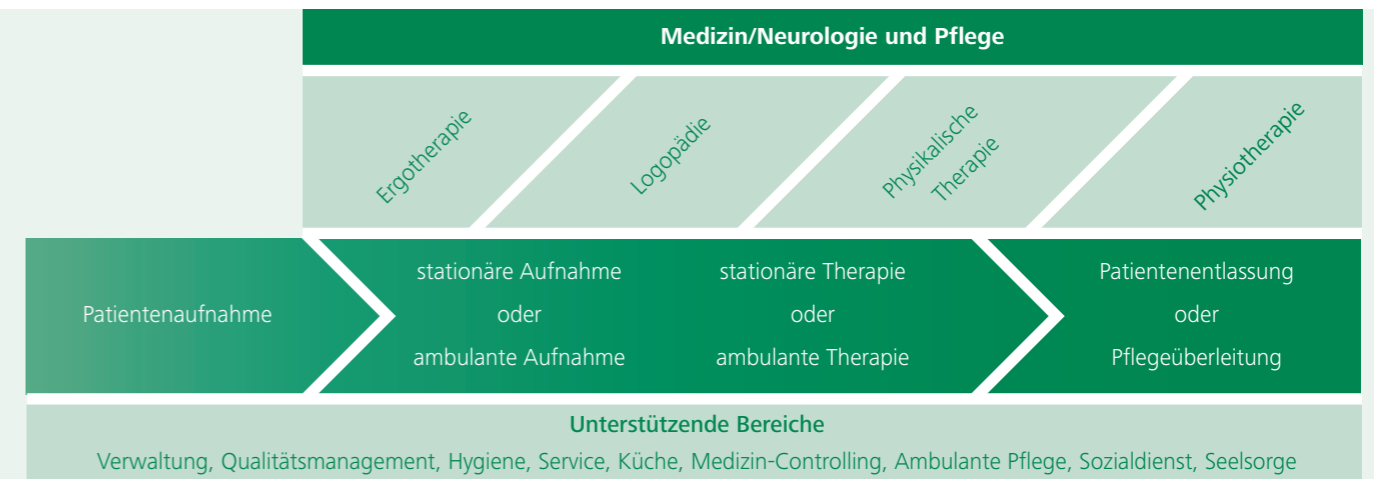 Medizin/Neurologie und Pflege
Ergotherapie
Logopädie
Physikalische
Therapie
Physiotherapie
Patientenaufnahme
stationäre Aufnahme
oder
ambulante Aufnahme
stationäre Therapie
oder
ambulante Therapie
Patientenentlassung
oder
Pflegeüberleitung
Unterstützende Bereiche
Verwaltung, Qualitätsmanagement, Hygiene, Service, Küche, Medizin-Controlling, Ambulante Pflege, Sozialdienst, Seelsorge